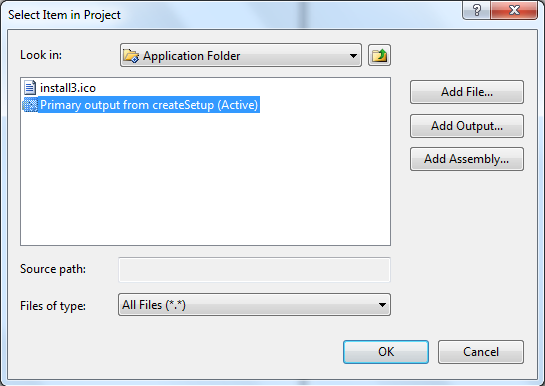 Select Item in Project
Look in:
Application Folder
install3.ico
Primary output from createSetup (Active)
Add File...
Add Output...
Add Assembly...
Source path:
Files of type:
All Files (*.*)
OK
Cancel